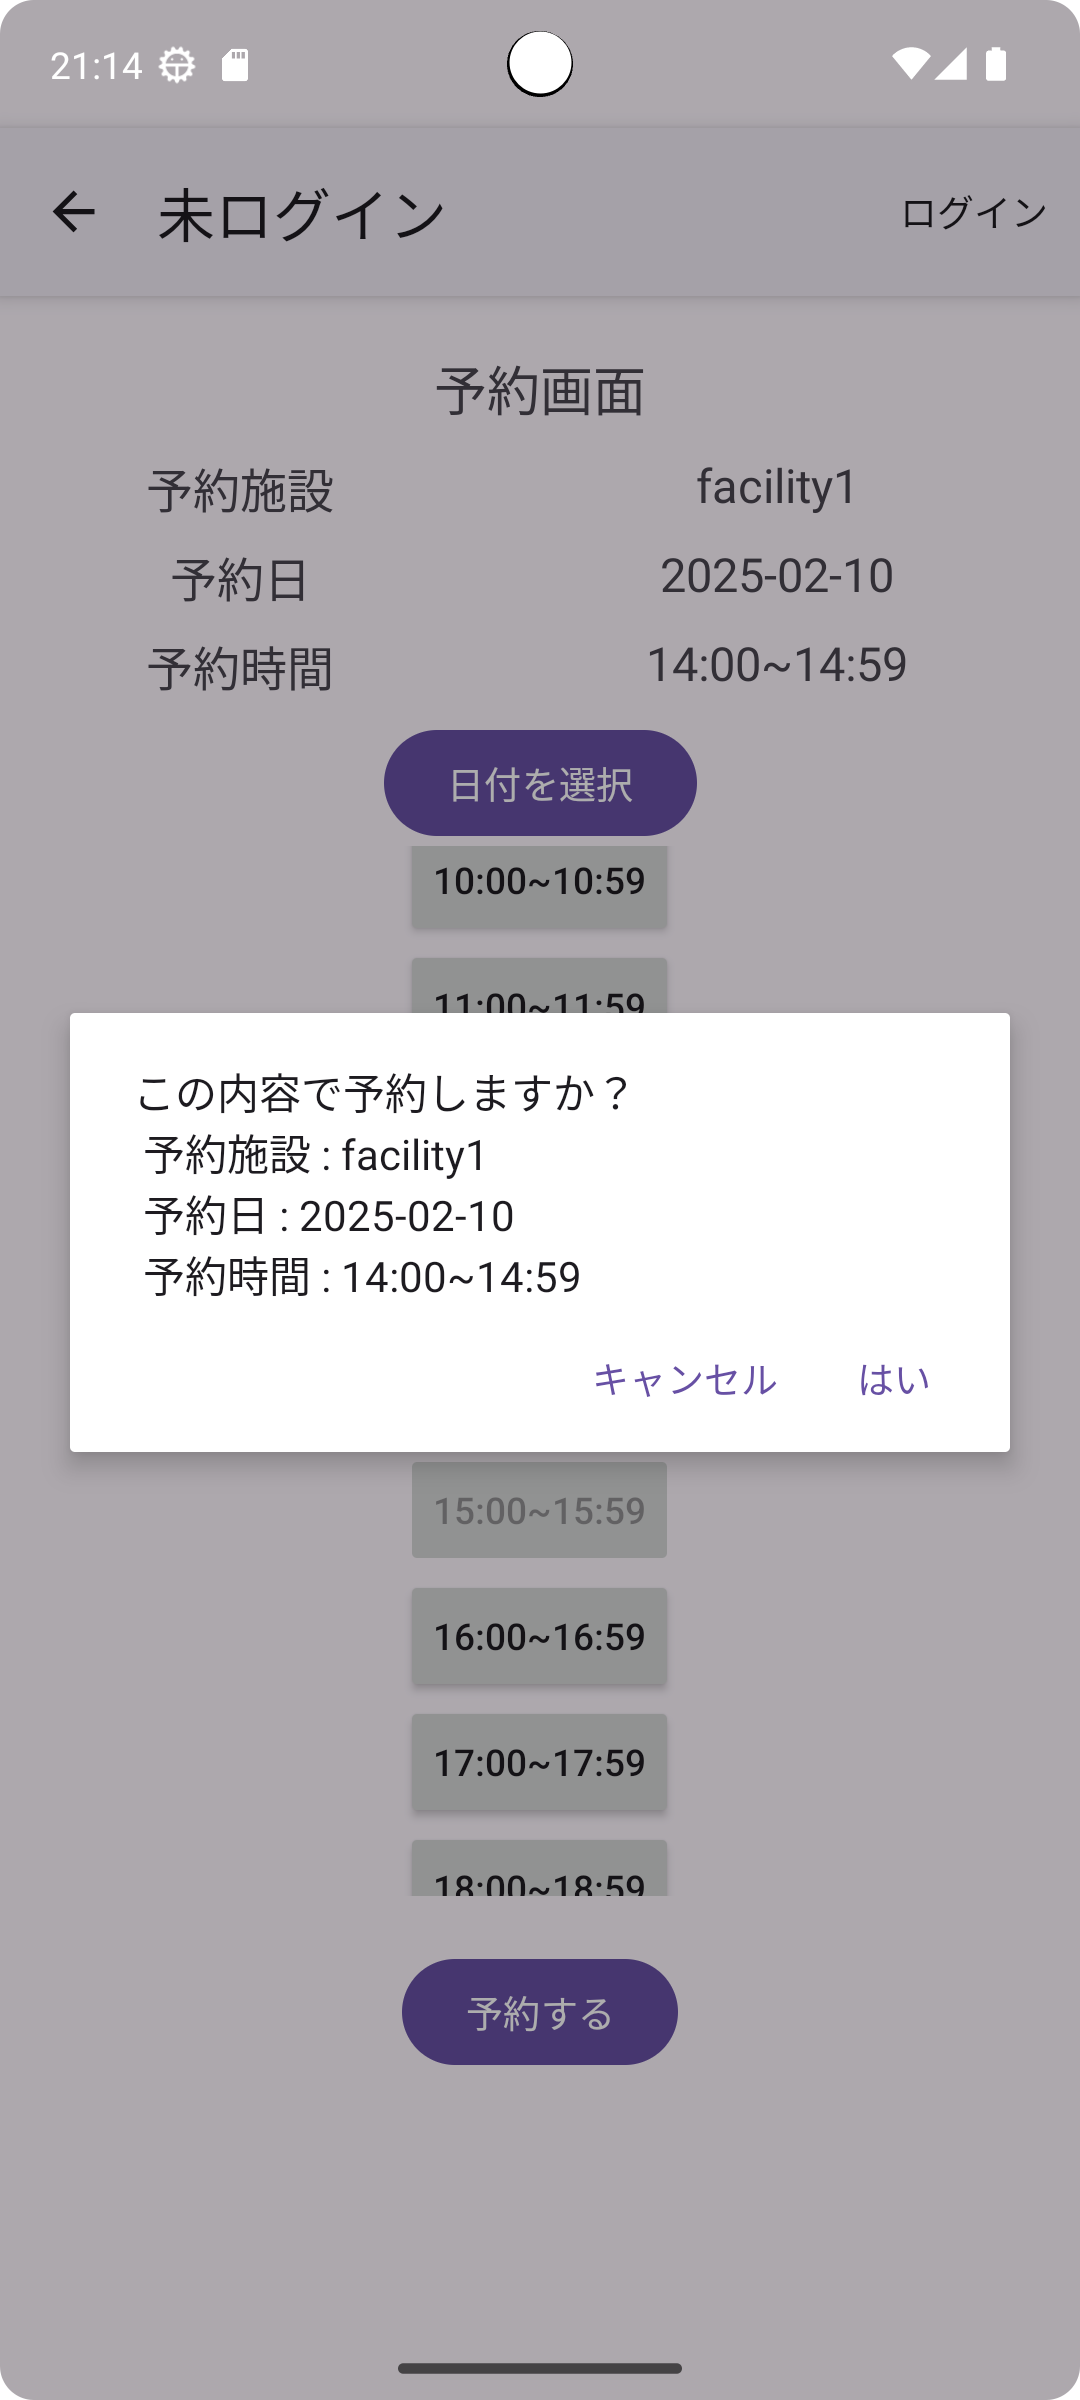 21:14
未ログイン ログイン
予約画面
予約施設 facility1
予約日 2025-02-10
予約時間 14:00~14:59
日付を選択
10:00~10:59
11:00~11:59
この内容で予約しますか？
予約施設 : facility1
予約日 : 2025-02-10
予約時間 : 14:00~14:59
キャンセル はい
15:00~15:59
16:00~16:59
17:00~17:59
18:00~18:59
予約する